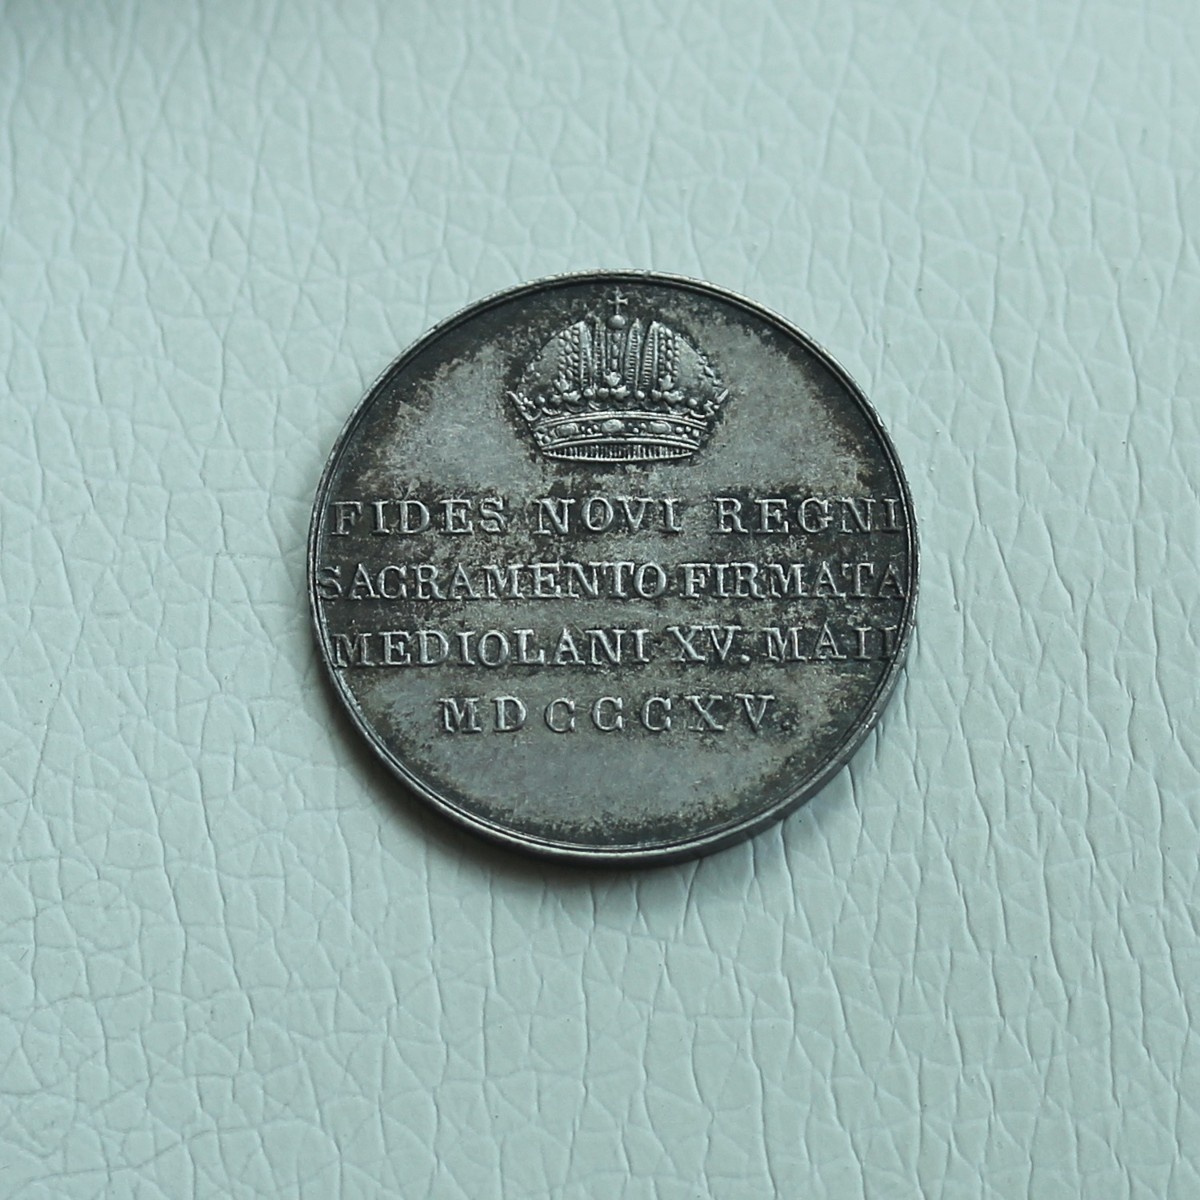 FIDES NOVI REGNI
SACRAMENTO FIRMATA
MEDIOLANI XV. MAII
MDCCCXV.